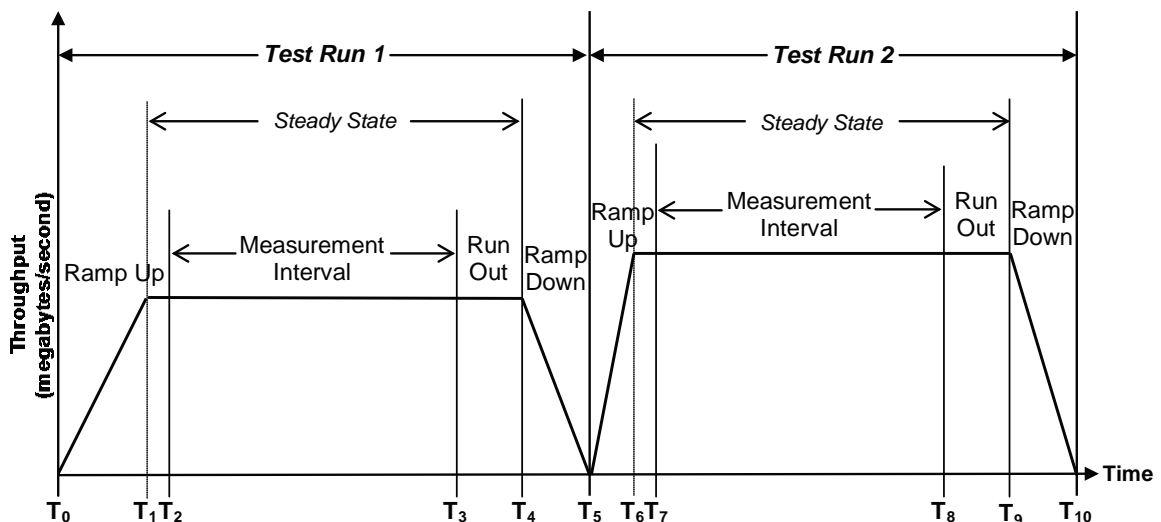 Test Run 1
Test Run 2
Steady State
Steady State
Throughput
(megabytes/second)
Ramp Up
Measurement
Interval
Run
Out
Ramp
Down
Ramp
Up
Measurement
Interval
Run
Out
Ramp
Down
Time
T0
T1
T2
T3
T4
T5
T6
T7
T8
T9
T10